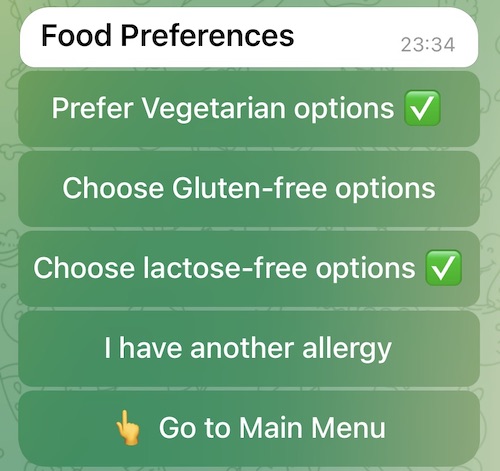 Food Preferences
23:34
Prefer Vegetarian options ✅
Choose Gluten-free options
Choose lactose-free options ✅
I have another allergy
👆 Go to Main Menu